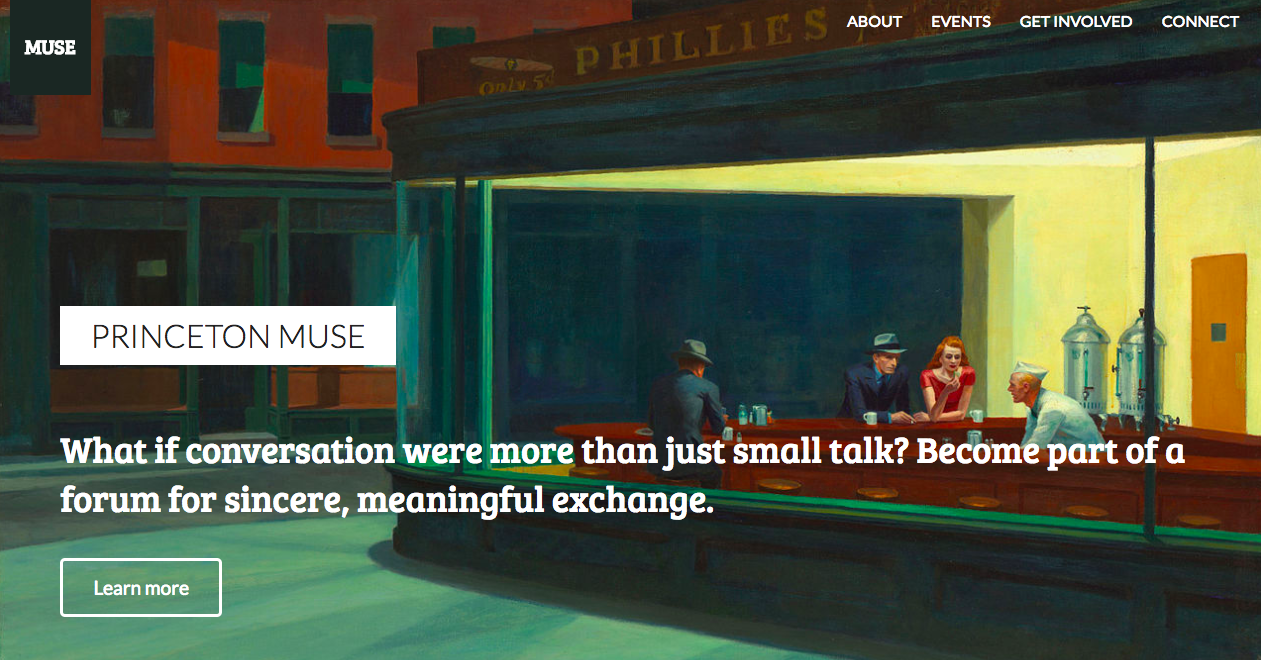 MUSE
ABOUT EVENTS GET INVOLVED CONNECT
PHILLIES
Only 5¢
PRINCETON MUSE
What if conversation were more than just small talk? Become part of a
forum for sincere, meaningful exchange.
Learn more